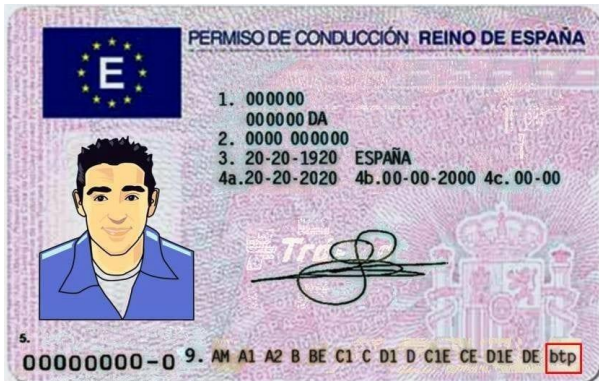 PERMISO DE CONDUCCIÓN REINO DE ESPAÑA
E
1. 000000
000000 DA
2. 0000 000000
3. 20-20-1920 ESPAÑA
4a.20-20-2020 4b.00-00-2000 4c.00-00
5.
00000000-0 9. AM A1 A2 B BE C1 C D1 D C1E CE D1E DE btp